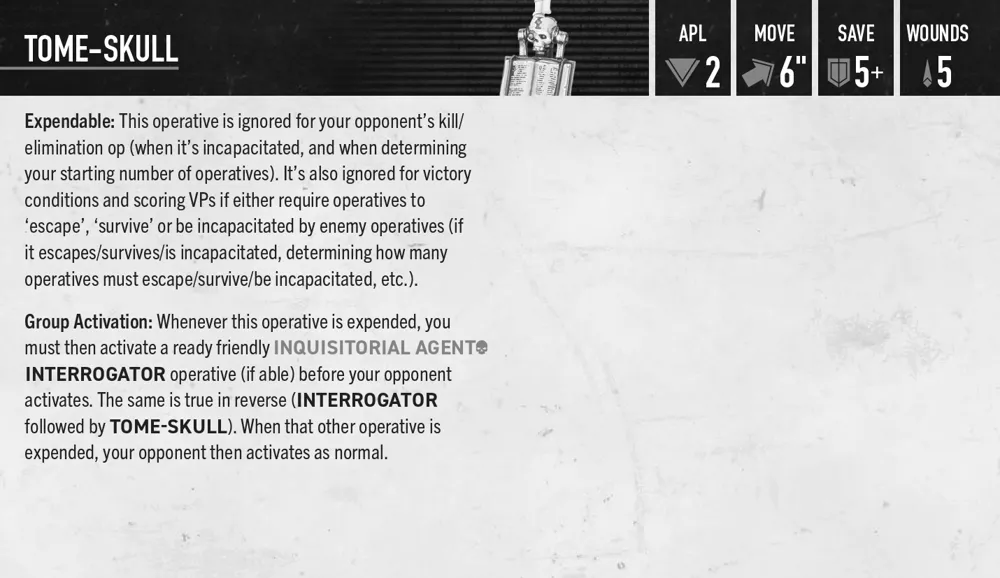 TOME-SKULL
APL
2
MOVE
6"
SAVE
5+
WOUNDS
5
Expendable: This operative is ignored for your opponent’s kill/
elimination op (when it’s incapacitated, and when determining
your starting number of operatives). It’s also ignored for victory
conditions and scoring VPs if either require operatives to
‘escape’, ‘survive’ or be incapacitated by enemy operatives (if
it escapes/survives/is incapacitated, determining how many
operatives must escape/survive/be incapacitated, etc.).
Group Activation: Whenever this operative is expended, you
must then activate a ready friendly INQUISITORIAL AGENT
INTERROGATOR operative (if able) before your opponent
activates. The same is true in reverse (INTERROGATOR
followed by TOME-SKULL). When that other operative is
expended, your opponent then activates as normal.